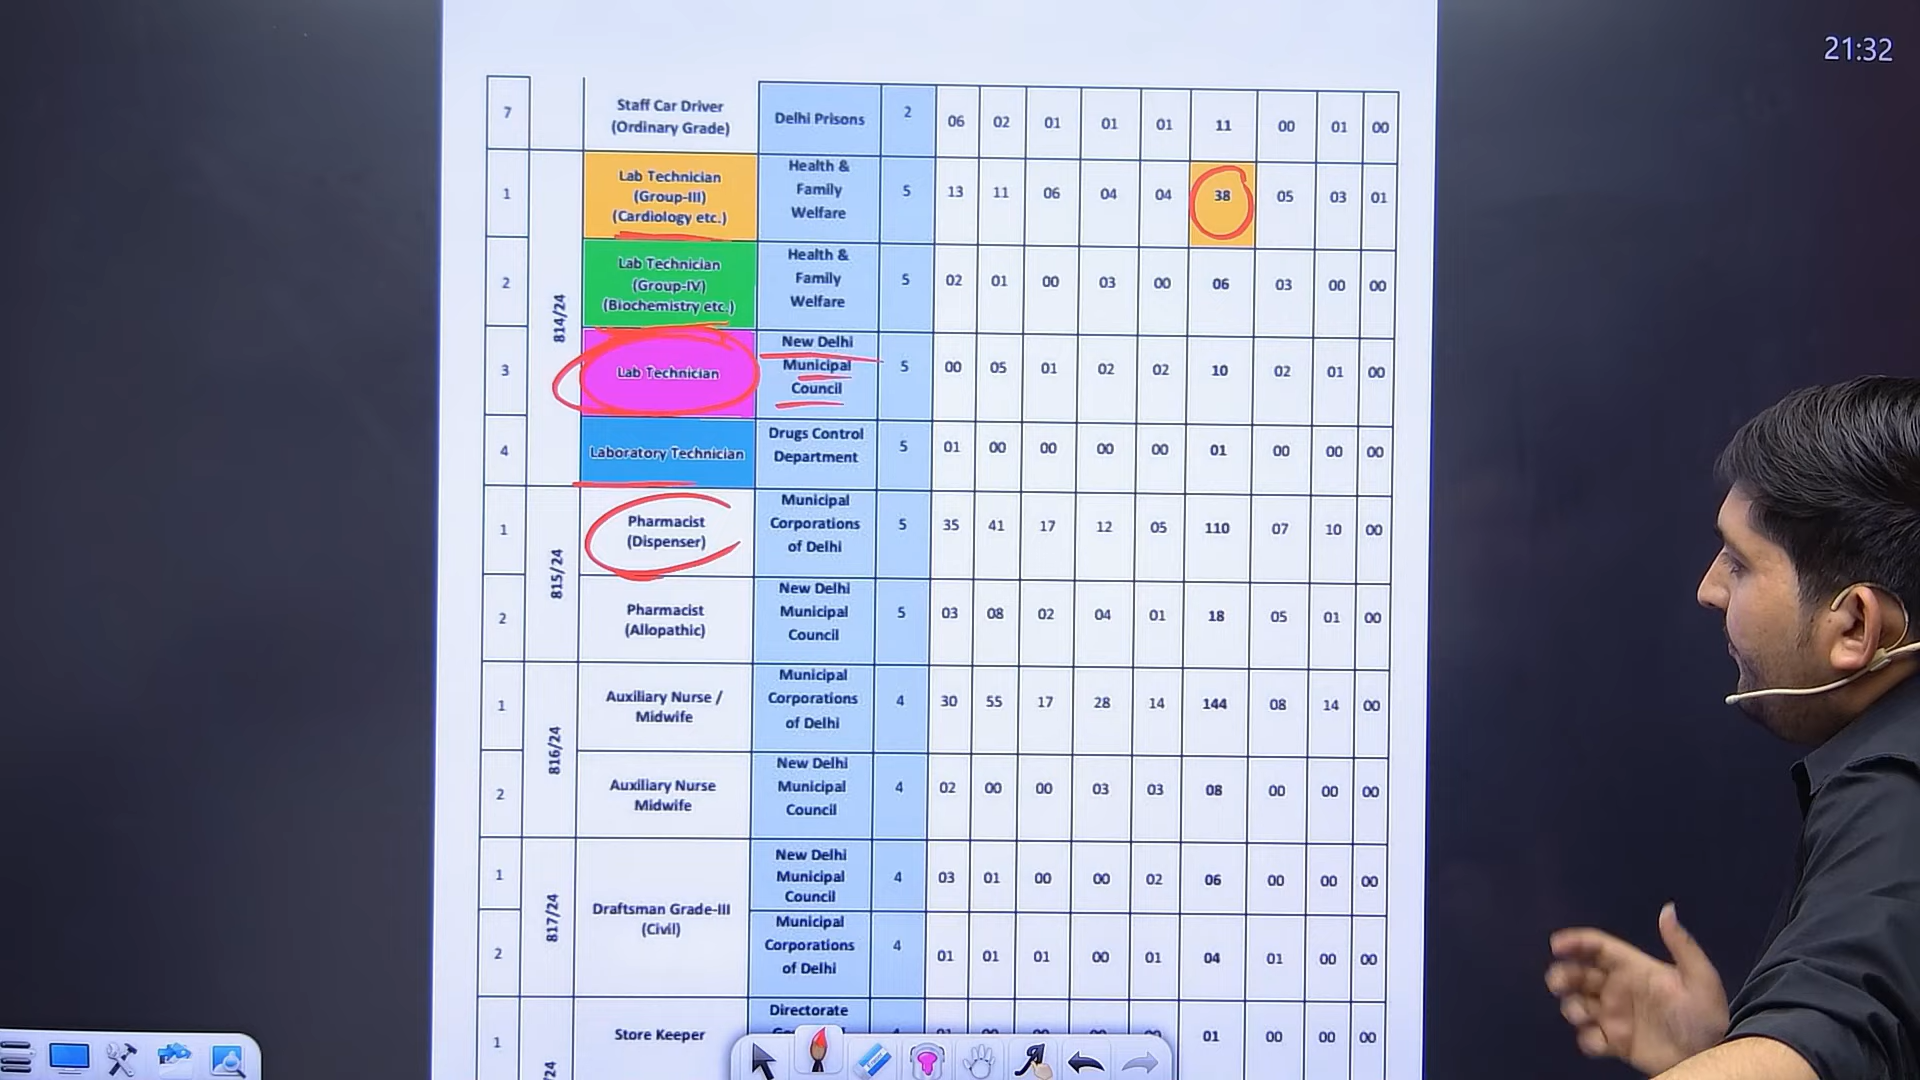 21:32
7
Staff Car Driver
(Ordinary Grade)
Delhi Prisons
2
06 02 01 01 01 11 00 01 00
814/24
1
Lab Technician
(Group-III)
(Cardiology etc.)
Health &
Family
Welfare
5
13 11 06 04 04 38 05 03 01
2
Lab Technician
(Group-IV)
(Biochemistry etc.)
Health &
Family
Welfare
5
02 01 00 03 00 06 03 00 00
3
Lab Technician
New Delhi
Municipal
Council
5
00 05 01 02 02 10 02 01 00
4
Laboratory Technician
Drugs Control
Department
5
01 00 00 00 00 01 00 00 00
815/24
1
Pharmacist
(Dispenser)
Municipal
Corporations
of Delhi
5
35 41 17 12 05 110 07 10 00
2
Pharmacist
(Allopathic)
New Delhi
Municipal
Council
5
03 08 02 04 01 18 05 01 00
816/24
1
Auxiliary Nurse /
Midwife
Municipal
Corporations
of Delhi
4
30 55 17 28 14 144 08 14 00
2
Auxiliary Nurse
Midwife
New Delhi
Municipal
Council
4
02 00 00 03 03 08 00 00 00
817/24
Draftsman Grade-III
(Civil)
1
New Delhi
Municipal
Council
4
03 01 00 00 02 06 00 00 00
2
Municipal
Corporations
of Delhi
4
01 01 01 00 01 04 01 00 00
1
/24
Store Keeper
Directorate
01 00 00 00